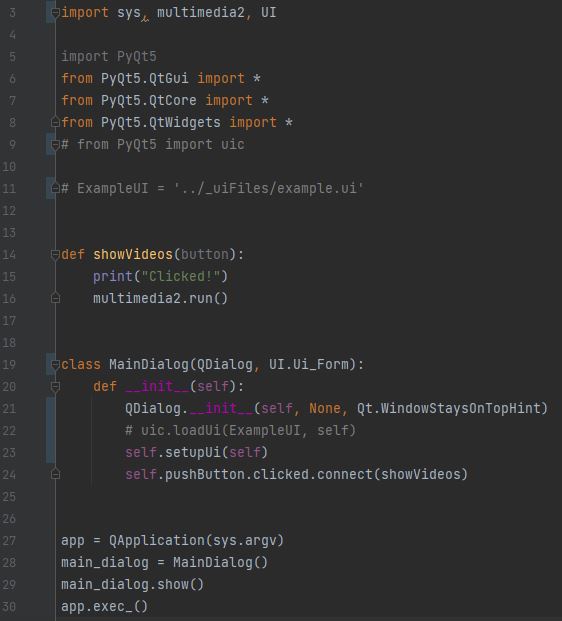 3 import sys, multimedia2, UI
4
5 import PyQt5
6 from PyQt5.QtGui import *
7 from PyQt5.QtCore import *
8 from PyQt5.QtWidgets import *
9 # from PyQt5 import uic
10
11 # ExampleUI = '../_uiFiles/example.ui'
12
13
14 def showVideos(button):
15     print("Clicked!")
16     multimedia2.run()
17
18
19 class MainDialog(QDialog, UI.Ui_Form):
20     def __init__(self):
21         QDialog.__init__(self, None, Qt.WindowStaysOnTopHint)
22         # uic.loadUi(ExampleUI, self)
23         self.setupUi(self)
24         self.pushButton.clicked.connect(showVideos)
25
26
27 app = QApplication(sys.argv)
28 main_dialog = MainDialog()
29 main_dialog.show()
30 app.exec_()